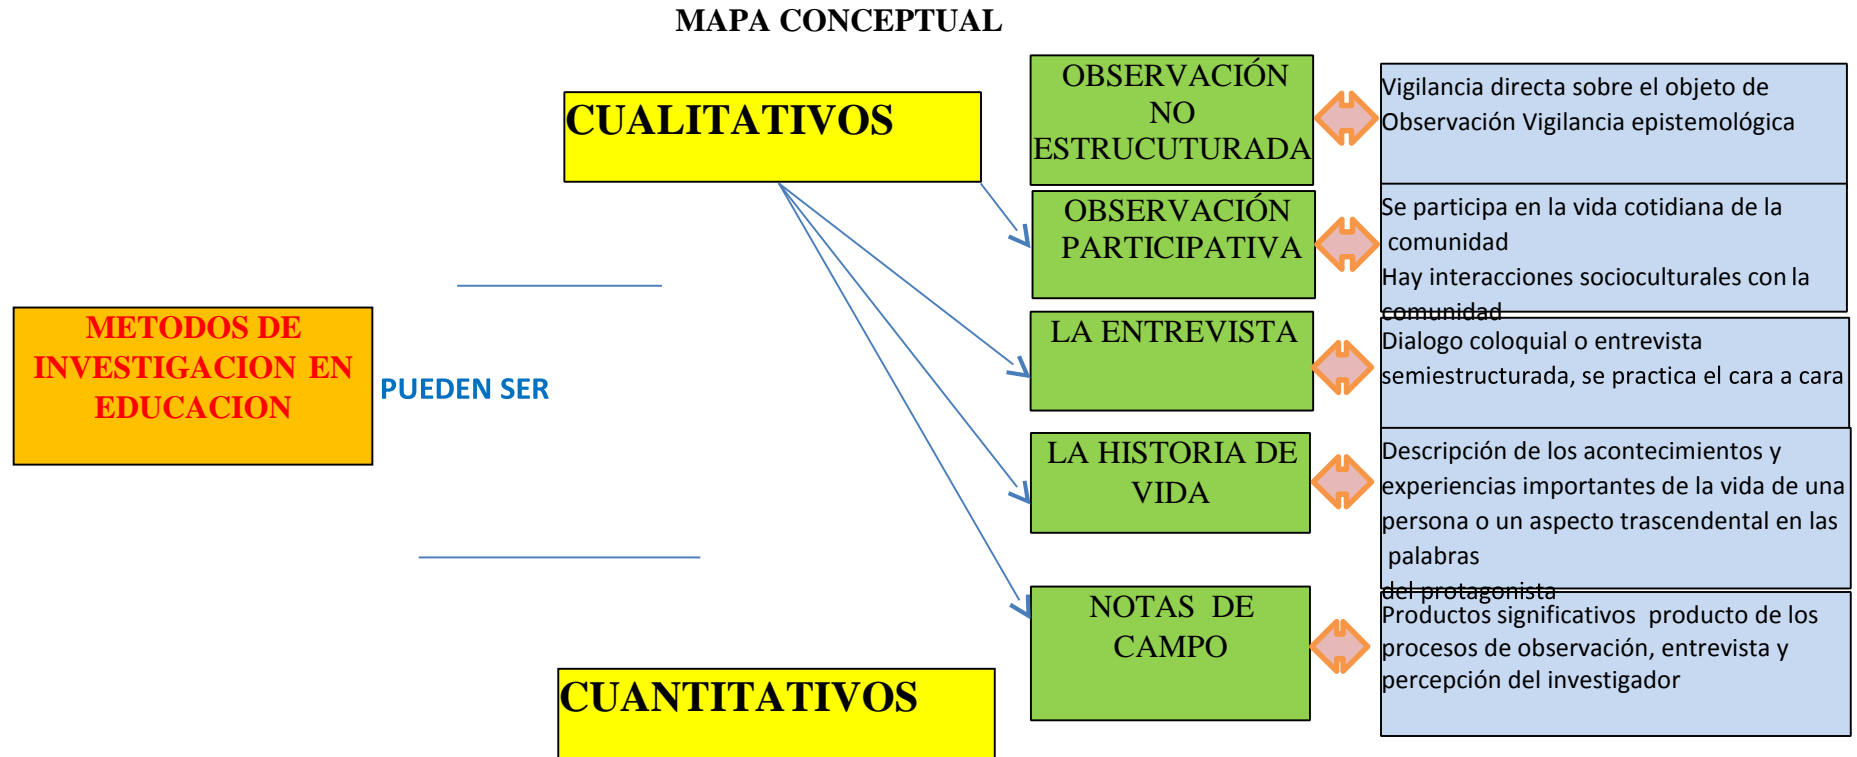 MAPA CONCEPTUAL
METODOS DE
INVESTIGACION EN
EDUCACION
PUEDEN SER
CUALITATIVOS
OBSERVACIÓN
NO
ESTRUCUTURADA
Vigilancia directa sobre el objeto de
Observación Vigilancia epistemológica
OBSERVACIÓN
PARTICIPATIVA
Se participa en la vida cotidiana de la
comunidad
Hay interacciones socioculturales con la
comunidad
LA ENTREVISTA
Dialogo coloquial o entrevista
semiestructurada, se practica el cara a cara
LA HISTORIA DE
VIDA
Descripción de los acontecimientos y
experiencias importantes de la vida de una
persona o un aspecto trascendental en las
palabras
del protagonista
NOTAS DE
CAMPO
Productos significativos producto de los
procesos de observación, entrevista y
percepción del investigador
CUANTITATIVOS